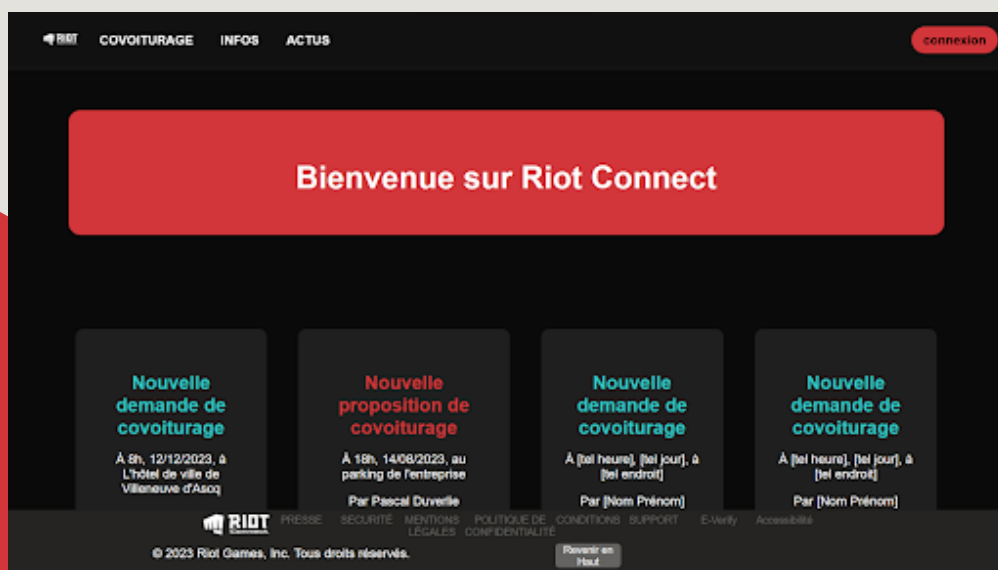 RIOT COVOITURAGE INFOS ACTUS connexion
Bienvenue sur Riot Connect
Nouvelle
demande de
covoiturage
À 8h, 12/12/2023, à
L'hôtel de ville de
Villeneuve d'Ascq
Nouvelle
proposition de
covoiturage
À 18h, 14/08/2023, au
parking de l'entreprise
Par Pascal Duverlie
Nouvelle
demande de
covoiturage
À [tel heure], [tel jour], à
[tel endroit]
Par [Nom Prénom]
Nouvelle
demande de
covoiturage
À [tel heure], [tel jour], à
[tel endroit]
Par [Nom Prénom]
RIOT PRESSE SECURITÉ MENTIONS POLITIQUE DE CONDITIONS SUPPORT E-Verify Accessibilité
LÉGALES CONFIDENTIALITÉ
© 2023 Riot Games, Inc. Tous droits réservés.
Revenir en
Haut